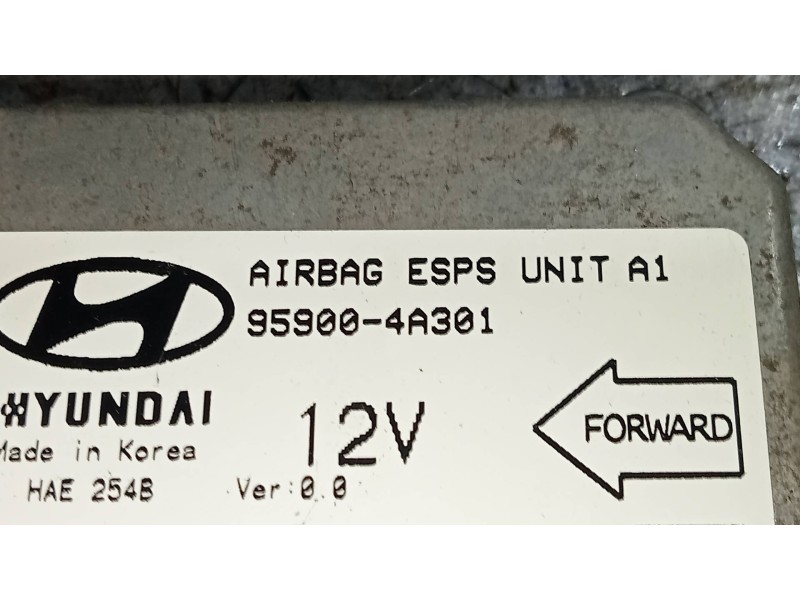 AIRBAG ESPS UNIT A1
95900-4A301
HYUNDAI
12V
FORWARD
Made in Korea
HAE 254B
Ver:0.0